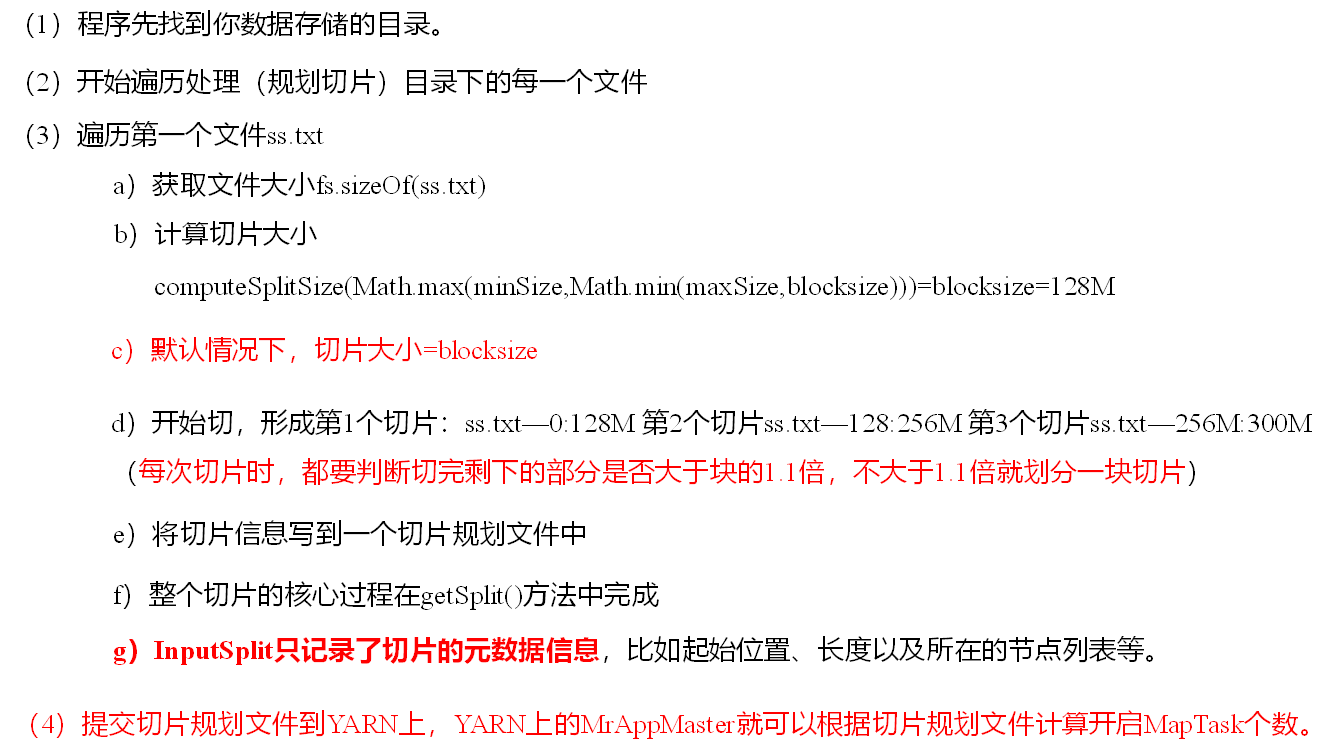 （1）程序先找到你数据存储的目录。
（2）开始遍历处理（规划切片）目录下的每一个文件
（3）遍历第一个文件ss.txt
a）获取文件大小fs.sizeOf(ss.txt)
b）计算切片大小
computeSplitSize(Math.max(minSize,Math.min(maxSize,blocksize)))=blocksize=128M
c）默认情况下，切片大小=blocksize
d）开始切，形成第1个切片：ss.txt—0:128M 第2个切片ss.txt—128:256M 第3个切片ss.txt—256M:300M
（每次切片时，都要判断切完剩下的部分是否大于块的1.1倍，不大于1.1倍就划分一块切片）
e）将切片信息写到一个切片规划文件中
f）整个切片的核心过程在getSplit()方法中完成
g）InputSplit只记录了切片的元数据信息，比如起始位置、长度以及所在的节点列表等。
（4）提交切片规划文件到YARN上，YARN上的MrAppMaster就可以根据切片规划文件计算开启MapTask个数。